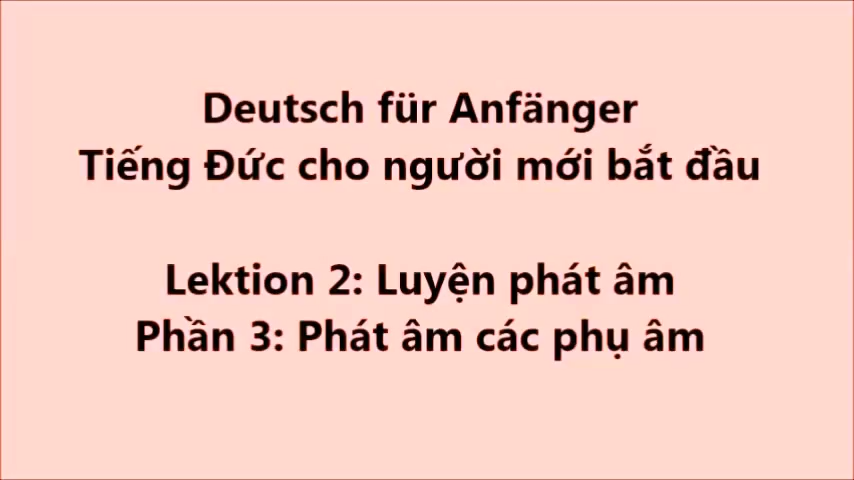 Deutsch für Anfänger
Tiếng Đức cho người mới bắt đầu
Lektion 2: Luyện phát âm
Phần 3: Phát âm các phụ âm